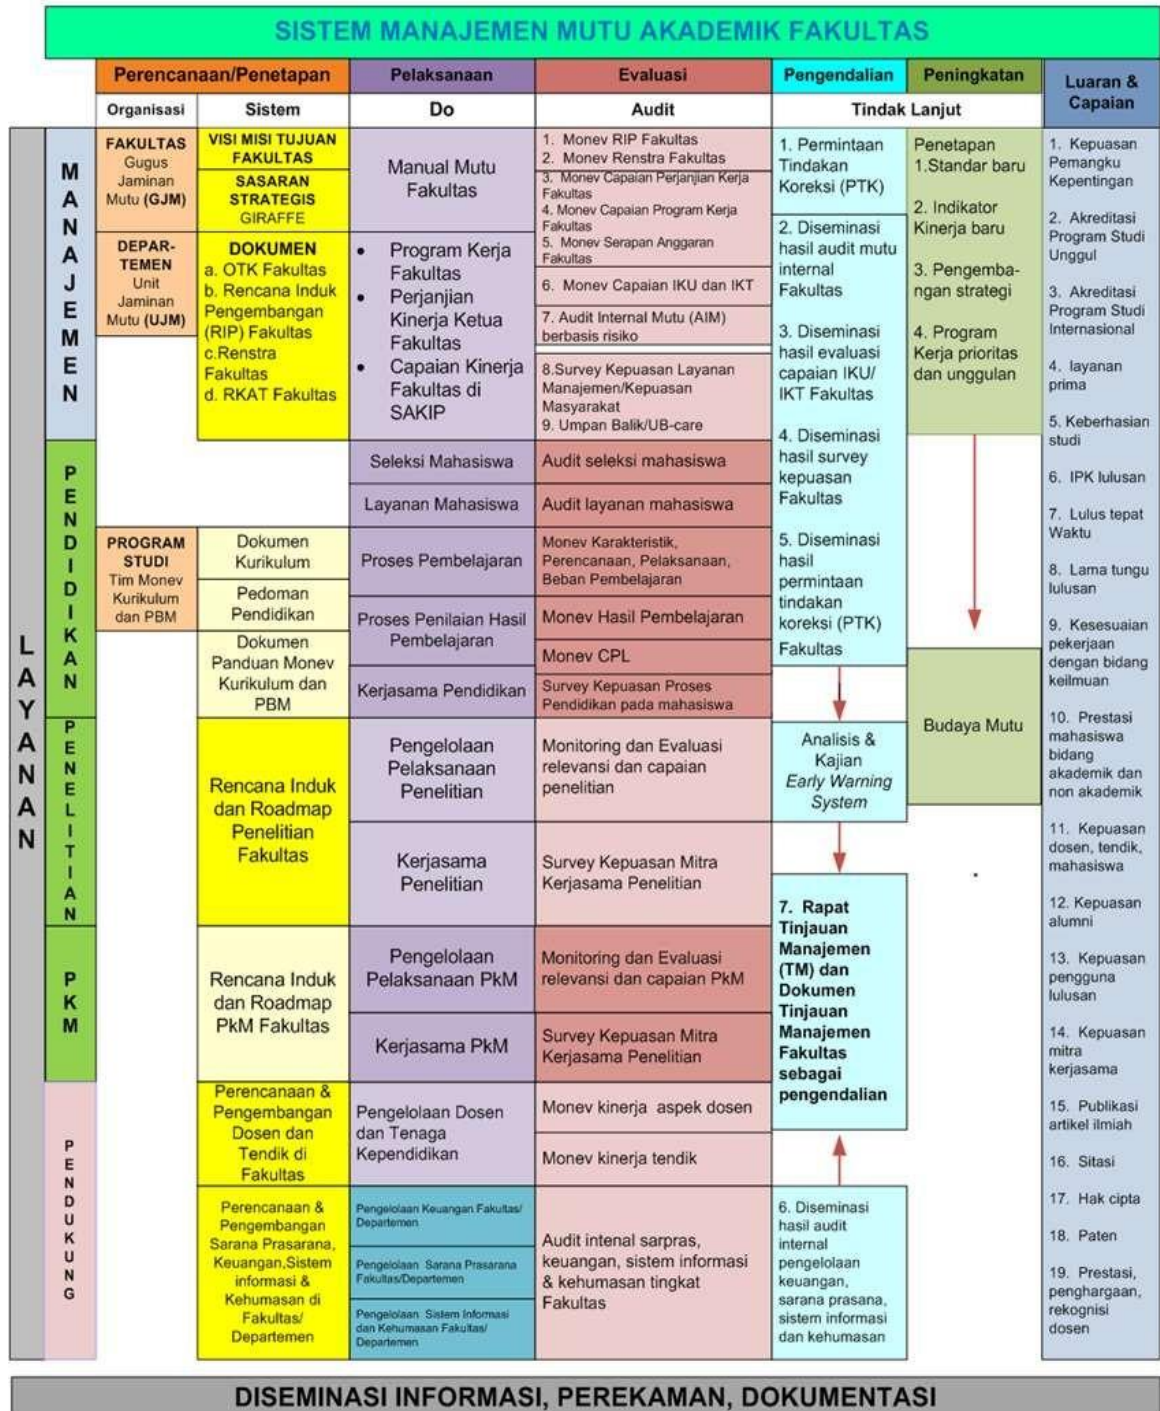 SISTEM MANAJEMEN MUTU AKADEMIK FAKULTAS
Perencanaan/Penetapan
Pelaksanaan
Evaluasi
Pengendalian
Peningkatan
Luaran &
Capaian
Organisasi
Sistem
Do
Audit
Tindak Lanjut
LAYANAN
MANAJEMEN
FAKULTAS
Gugus
Jaminan
Mutu (GJM)
DEPAR-
TEMEN
Unit
Jaminan
Mutu (UJM)
VISI MISI TUJUAN
FAKULTAS
SASARAN
STRATEGIS
GIRAFFE
DOKUMEN
a. OTK Fakultas
b. Rencana Induk
Pengembangan
(RIP) Fakultas
c.Renstra
Fakultas
d. RKAT Fakultas
Manual Mutu
Fakultas
• Program Kerja
Fakultas
• Perjanjian
Kinerja Ketua
Fakultas
• Capaian Kinerja
Fakultas di
SAKIP
1. Monev RIP Fakultas
2. Monev Renstra Fakultas
3. Monev Capaian Perjanjian Kerja
Fakultas
4. Monev Capaian Program Kerja
Fakultas
5. Monev Serapan Anggaran
Fakultas
6. Monev Capaian IKU dan IKT
7. Audit Internal Mutu (AIM)
berbasis risiko
8.Survey Kepuasan Layanan
Manajemen/Kepuasan
Masyarakat
9. Umpan Balik/UB-care
1. Permintaan
Tindakan
Koreksi (PTK)
2. Diseminasi
hasil audit mutu
internal
Fakultas
3. Diseminasi
hasil evaluasi
capaian IKU/
IKT Fakultas
4. Diseminasi
hasil survey
kepuasan
Fakultas
5. Diseminasi
hasil
permintaan
tindakan
koreksi (PTK)
Fakultas
Penetapan
1.Standar baru
2. Indikator
Kinerja baru
3. Pengemba-
ngan strategi
4. Program
Kerja prioritas
dan unggulan
PENDIDIKAN
PROGRAM
STUDI
Tim Monev
Kurikulum
dan PBM
Dokumen
Kurikulum
Pedoman
Pendidikan
Dokumen
Panduan Monev
Kurikulum dan
PBM
Seleksi Mahasiswa
Layanan Mahasiswa
Proses Pembelajaran
Proses Penilaian Hasil
Pembelajaran
Kerjasama Pendidikan
Audit seleksi mahasiswa
Audit layanan mahasiswa
Monev Karakteristik,
Perencanaan, Pelaksanaan,
Beban Pembelajaran
Monev Hasil Pembelajaran
Monev CPL
Survey Kepuasan Proses
Pendidikan pada mahasiswa
Budaya Mutu
PENELITIAN
Rencana Induk
dan Roadmap
Penelitian
Fakultas
Pengelolaan
Pelaksanaan
Penelitian
Kerjasama
Penelitian
Monitoring dan Evaluasi
relevansi dan capaian
penelitian
Survey Kepuasan Mitra
Kerjasama Penelitian
Analisis &
Kajian
Early Warning
System
7. Rapat
Tinjauan
Manajemen
(TM) dan
Dokumen
Tinjauan
Manajemen
Fakultas
sebagai
pengendalian
PKM
Rencana Induk
dan Roadmap
PkM Fakultas
Pengelolaan
Pelaksanaan PkM
Kerjasama PkM
Monitoring dan Evaluasi
relevansi dan capaian PkM
Survey Kepuasan Mitra
Kerjasama Penelitian
PENDUKUNG
Perencanaan &
Pengembangan
Dosen dan
Tendik di
Fakultas
Perencanaan &
Pengembangan
Sarana Prasarana,
Keuangan,Sistem
informasi &
Kehumasan di
Fakultas/
Departemen
Pengelolaan Dosen
dan Tenaga
Kependidikan
Pengelolaan Keuangan Fakultas/
Departemen
Pengelolaan Sarana Prasarana
Fakultas/Departemen
Pengelolaan Sistem Informasi
dan Kehumasan Fakultas/
Departemen
Monev kinerja aspek dosen
Monev kinerja tendik
Audit intenal sarpras,
keuangan, sistem informasi
& kehumasan tingkat
Fakultas
6. Diseminasi
hasil audit
internal
pengelolaan
keuangan,
sarana prasana,
sistem informasi
dan kehumasan
1. Kepuasan
Pemangku
Kepentingan
2. Akreditasi
Program Studi
Unggul
3. Akreditasi
Program Studi
Internasional
4. layanan
prima
5. Keberhasian
studi
6. IPK lulusan
7. Lulus tepat
Waktu
8. Lama tungu
lulusan
9. Kesesuaian
pekerjaan
dengan bidang
keilmuan
10. Prestasi
mahasiswa
bidang
akademik dan
non akademik
11. Kepuasan
dosen, tendik,
mahasiswa
12. Kepuasan
alumni
13. Kepuasan
pengguna
lulusan
14. Kepuasan
mitra
kerjasama
15. Publikasi
artikel ilmiah
16. Sitasi
17. Hak cipta
18. Paten
19. Prestasi,
penghargaan,
rekognisi
dosen
DISEMINASI INFORMASI, PEREKAMAN, DOKUMENTASI